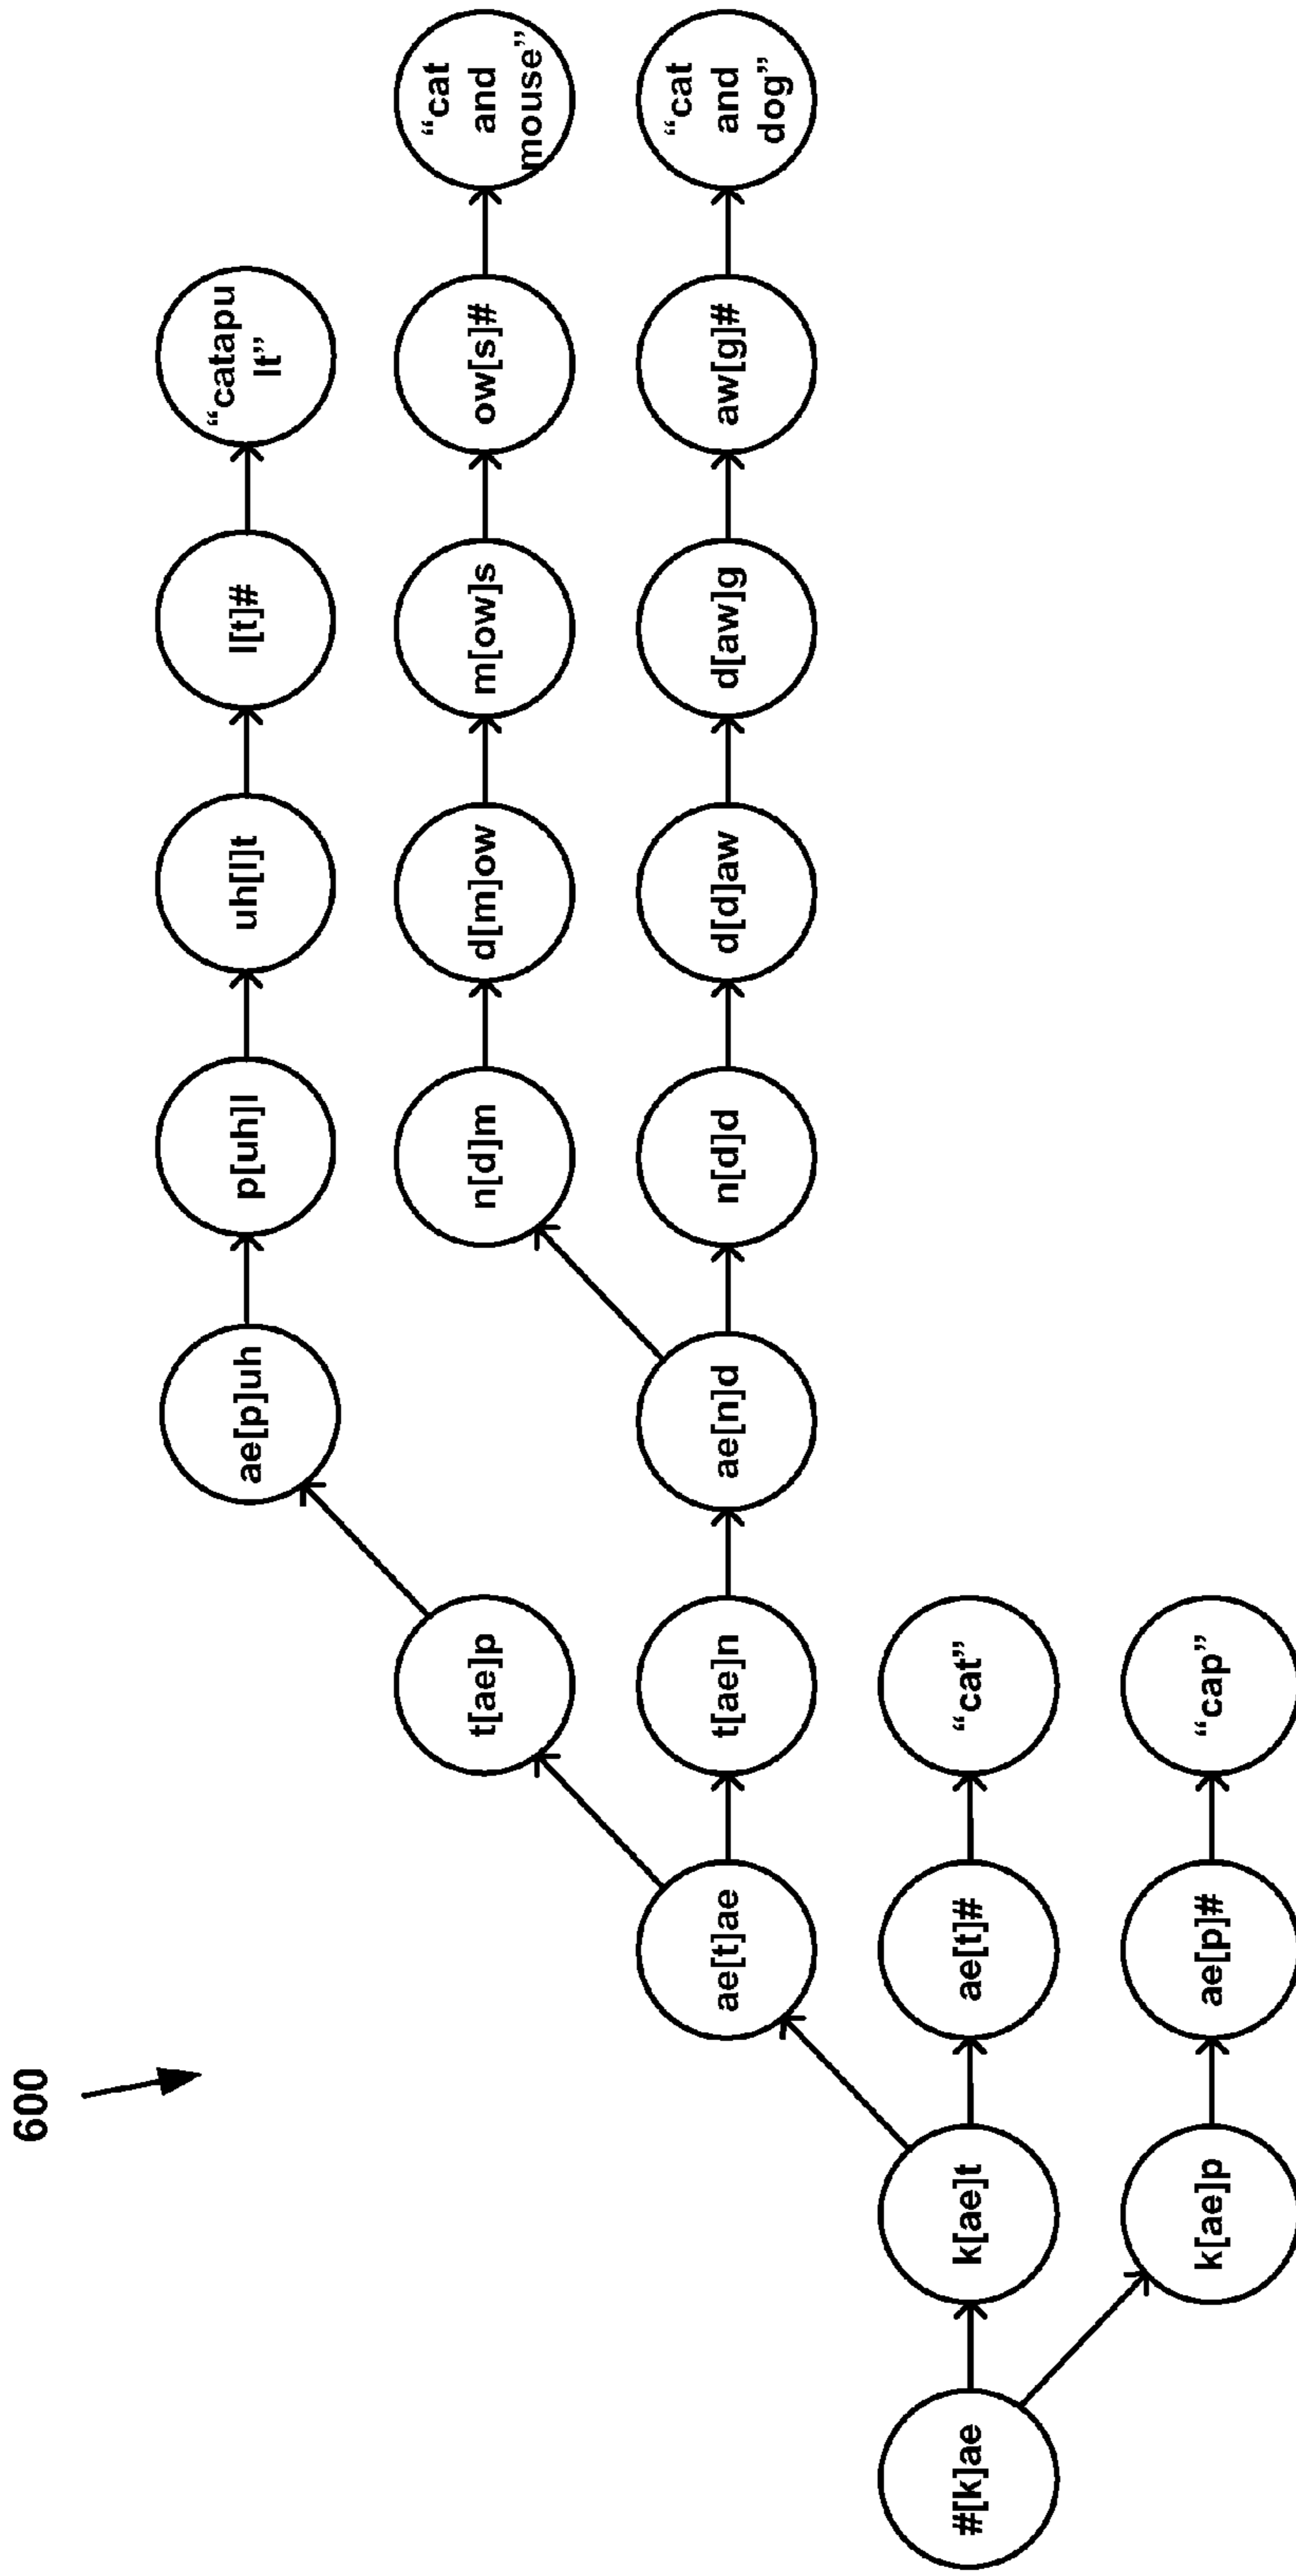 600
"catapu
lt"
l[t]#
uh[l]t
p[uh]l
ae[p]uh
"cat
and
mouse"
ow[s]#
m[ow]s
d[m]ow
n[d]m
t[ae]p
"cat
and
dog"
aw[g]#
d[aw]g
d[d]aw
n[d]d
ae[n]d
t[ae]n
ae[t]ae
"cat"
ae[t]#
k[ae]t
#[k]ae
"cap"
ae[p]#
k[ae]p